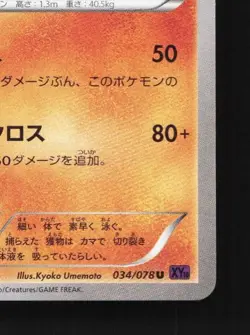 ン 高さ：1.3m 重さ：40.5kg
50
ダメージぶん、このポケモンの
クロス 80+
50ダメージを追加。
細い 体で 素早く 泳ぐ。
捕らえた 獲物は カマで 切り裂き
体液を 吸っていたらしい。
Illus.Kyoko Umemoto 034/078 U XY
o/Creatures/GAME FREAK.